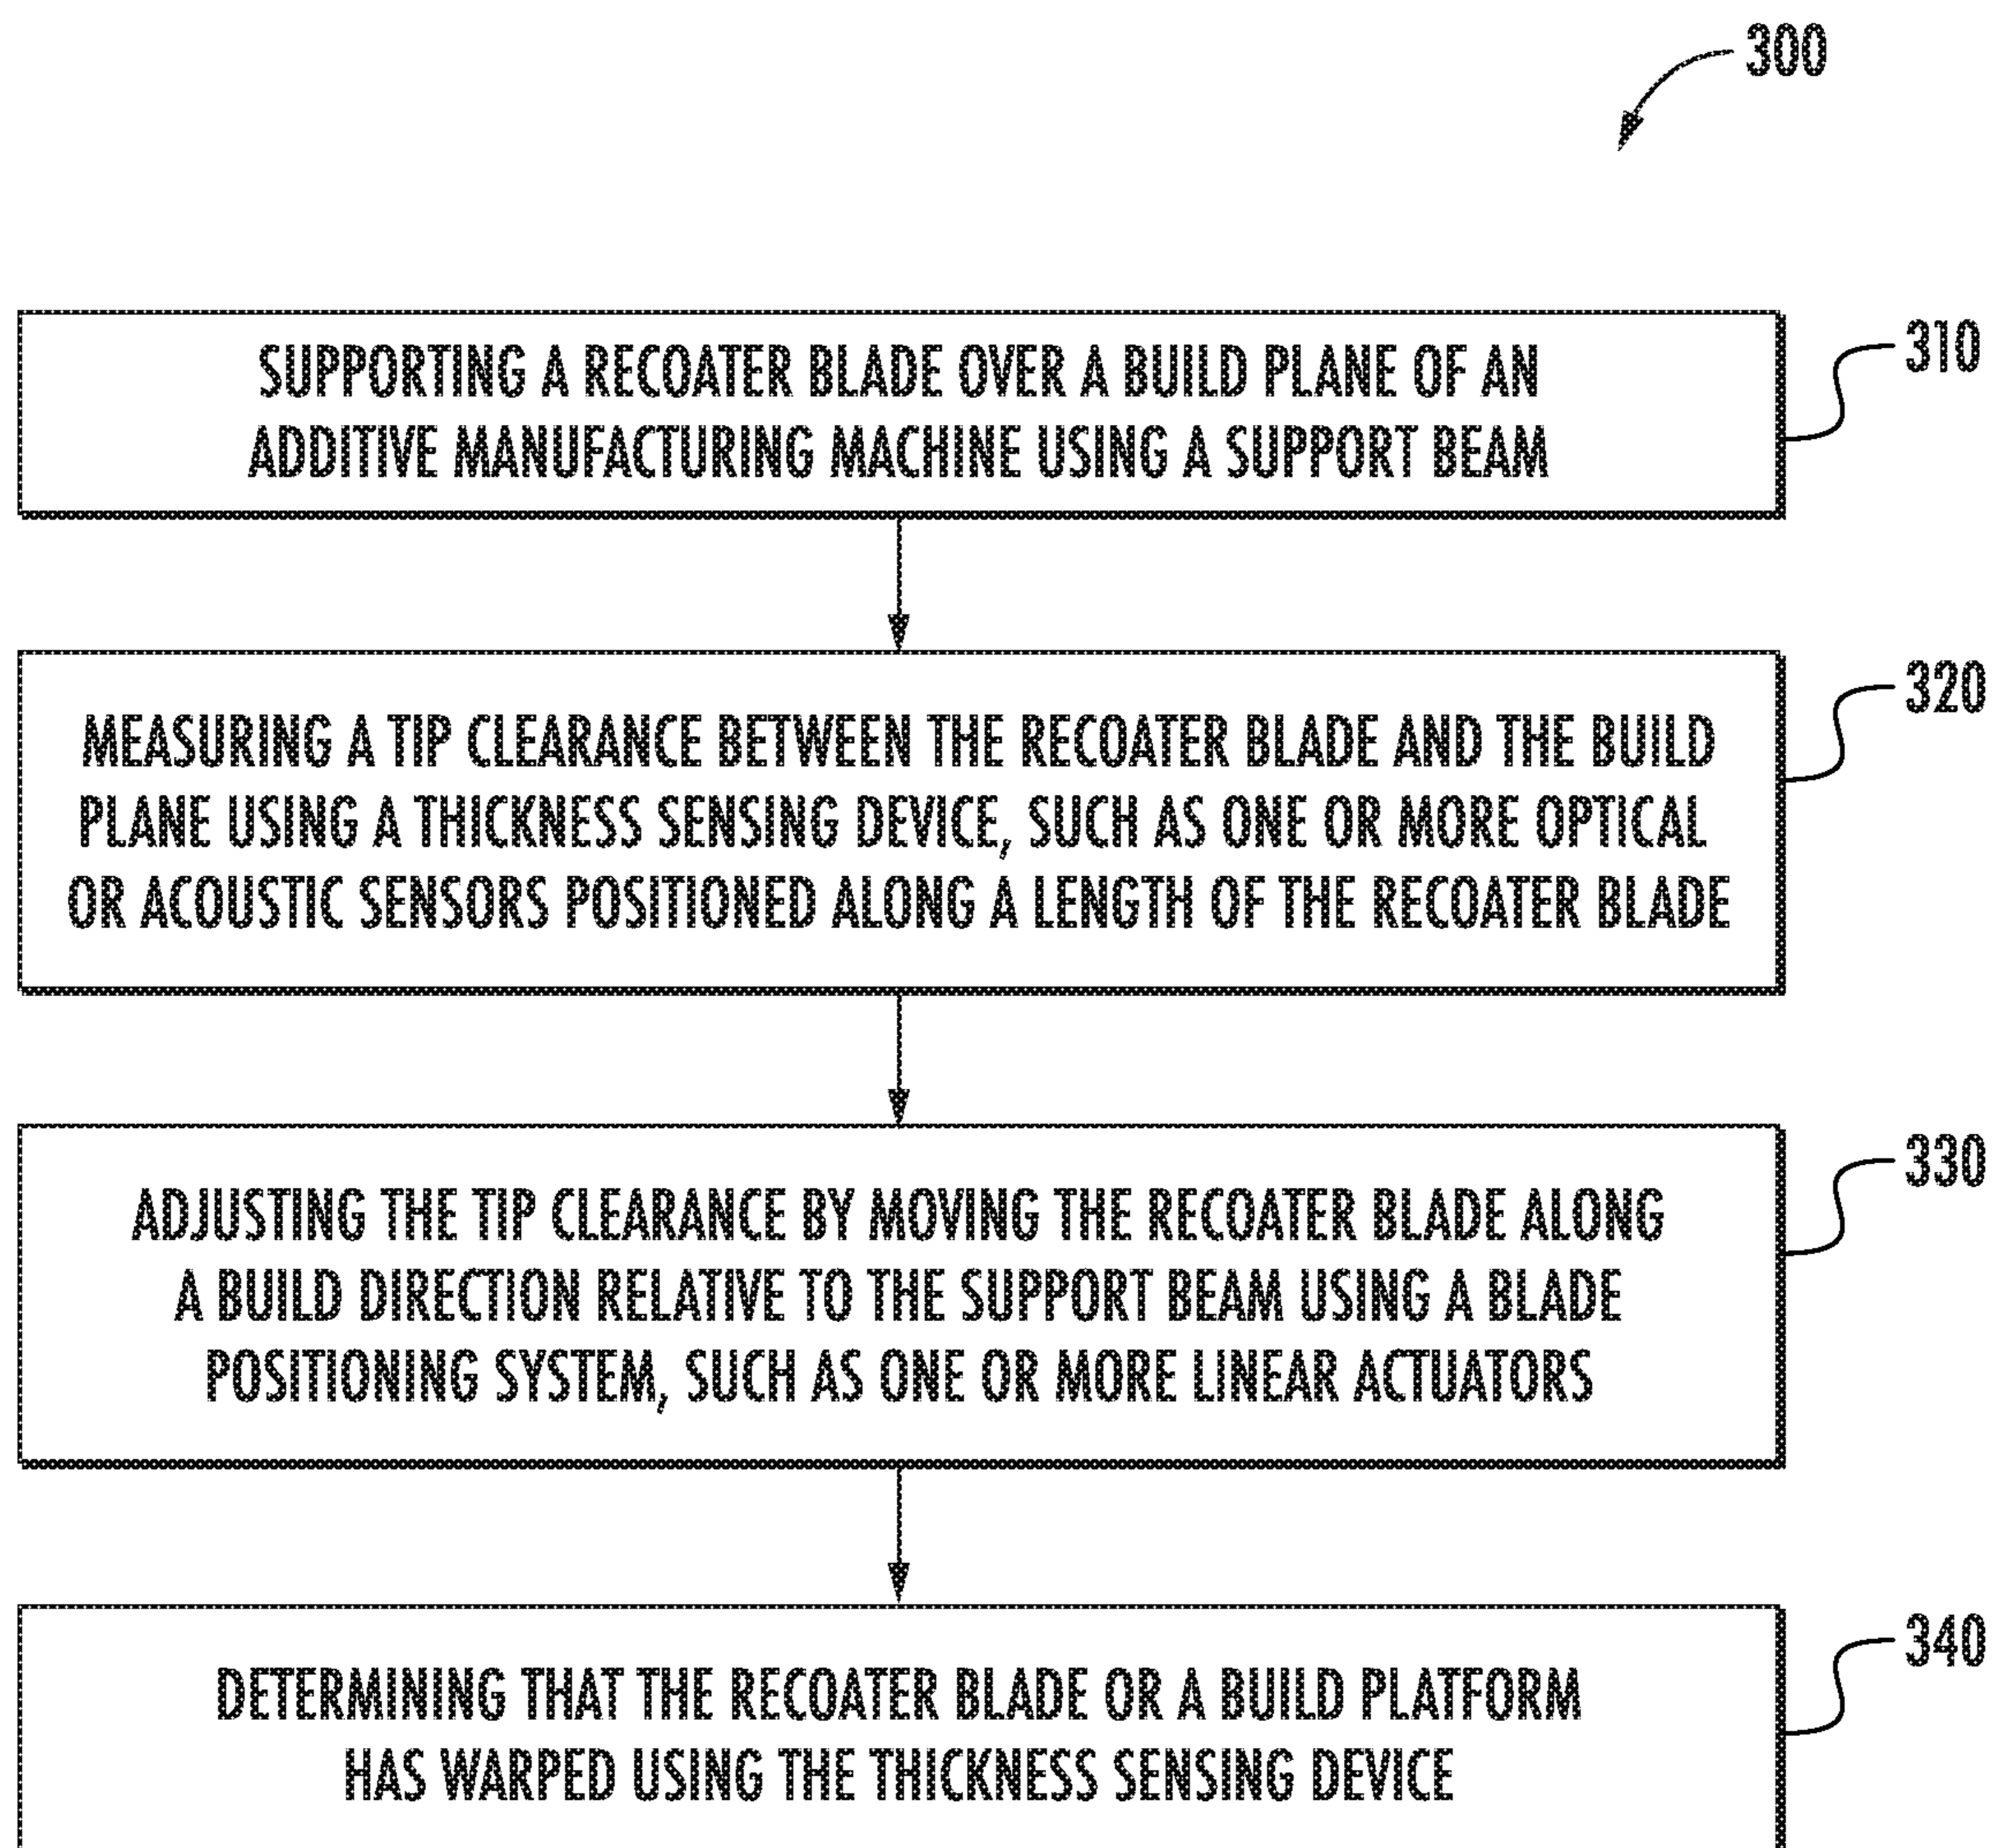 300
SUPPORTING A RECOATER BLADE OVER A BUILD PLANE OF AN
ADDITIVE MANUFACTURING MACHINE USING A SUPPORT BEAM
310
MEASURING A TIP CLEARANCE BETWEEN THE RECOATER BLADE AND THE BUILD
PLANE USING A THICKNESS SENSING DEVICE, SUCH AS ONE OR MORE OPTICAL
OR ACOUSTIC SENSORS POSITIONED ALONG A LENGTH OF THE RECOATER BLADE
320
ADJUSTING THE TIP CLEARANCE BY MOVING THE RECOATER BLADE ALONG
A BUILD DIRECTION RELATIVE TO THE SUPPORT BEAM USING A BLADE
POSITIONING SYSTEM, SUCH AS ONE OR MORE LINEAR ACTUATORS
330
DETERMINING THAT THE RECOATER BLADE OR A BUILD PLATFORM
HAS WARPED USING THE THICKNESS SENSING DEVICE
340